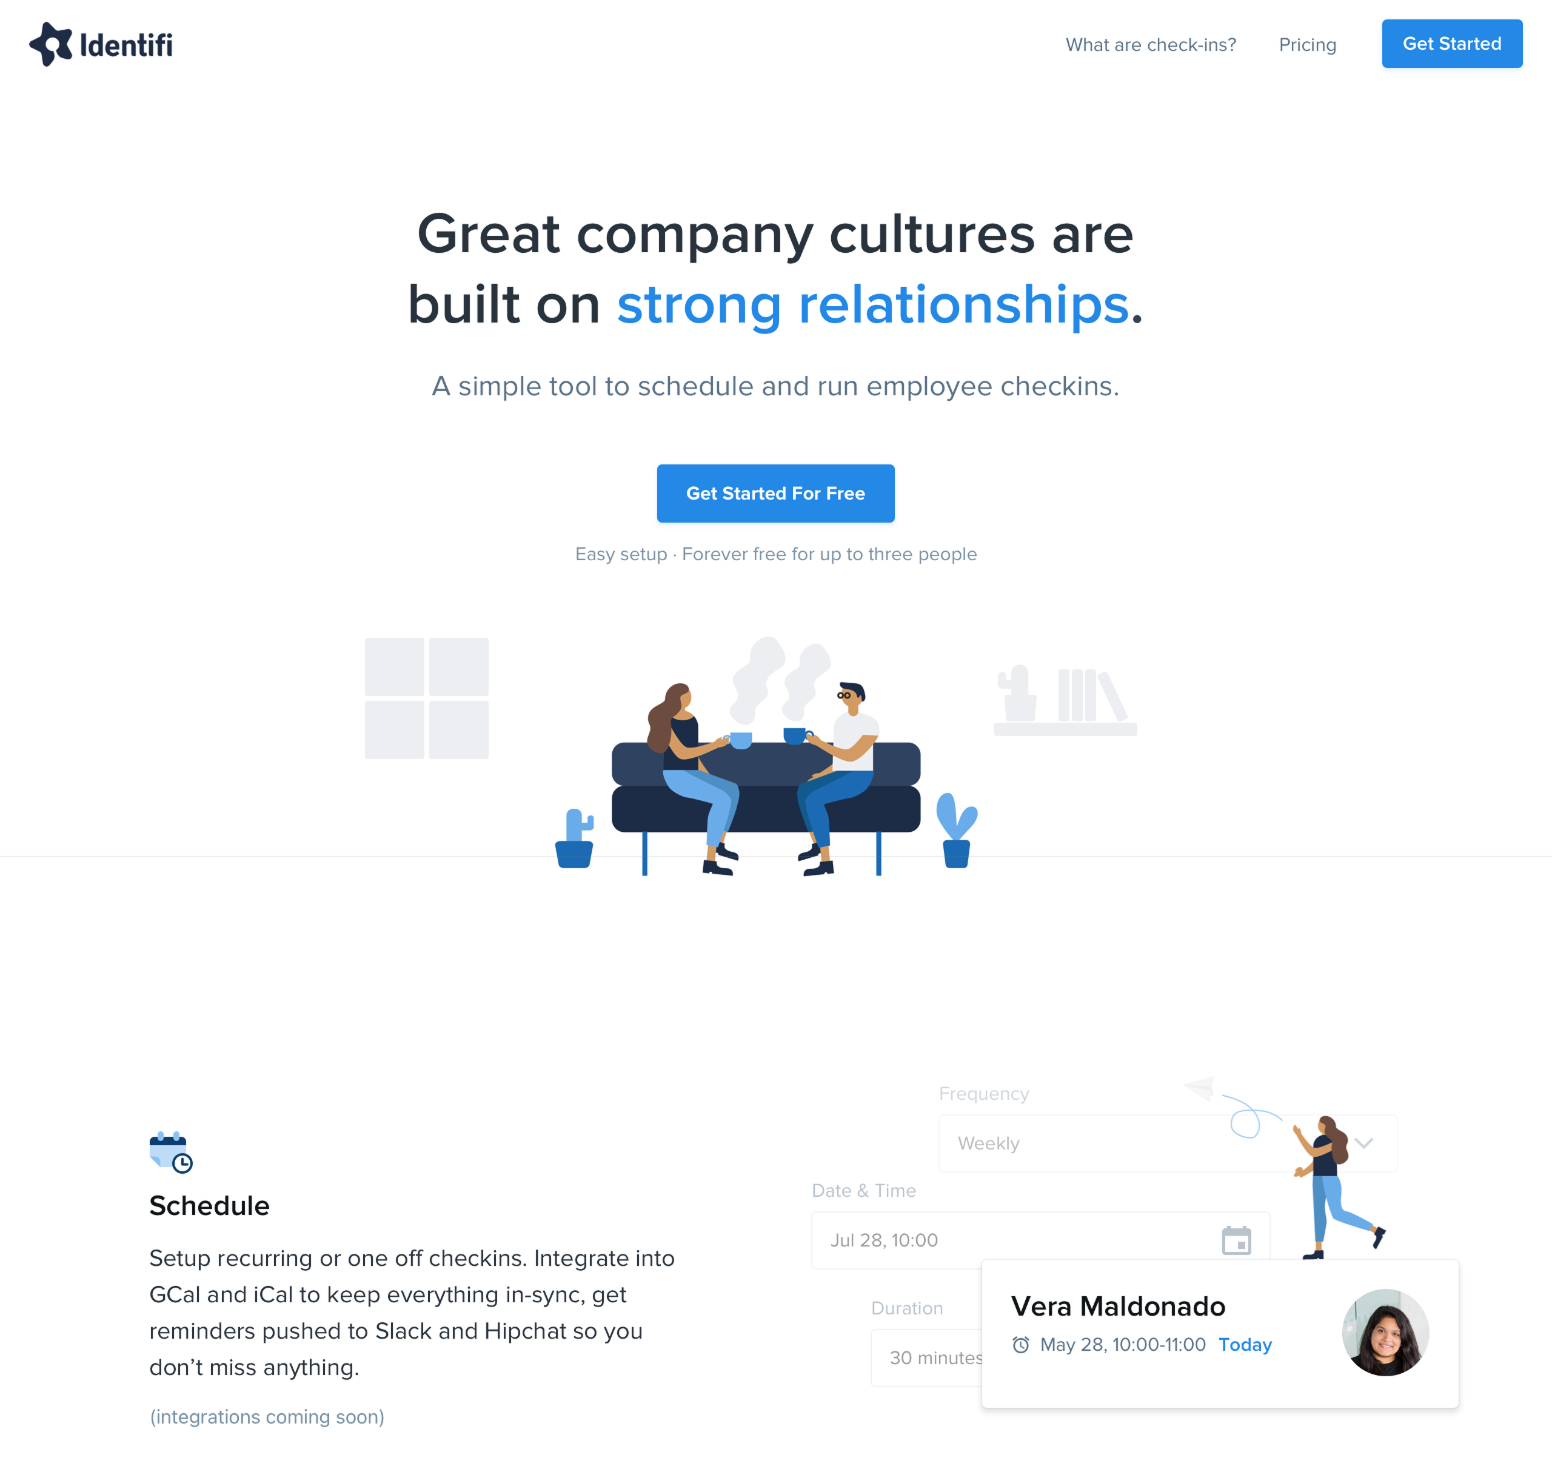 Identifi
What are check-ins?
Pricing
Get Started
Great company cultures are
built on strong relationships.
A simple tool to schedule and run employee checkins.
Get Started For Free
Easy setup · Forever free for up to three people
Schedule
Setup recurring or one off checkins. Integrate into
GCal and iCal to keep everything in-sync, get
reminders pushed to Slack and Hipchat so you
don’t miss anything.
(integrations coming soon)
Frequency
Weekly
Date & Time
Jul 28, 10:00
Duration
30 minutes
Vera Maldonado
May 28, 10:00-11:00 Today